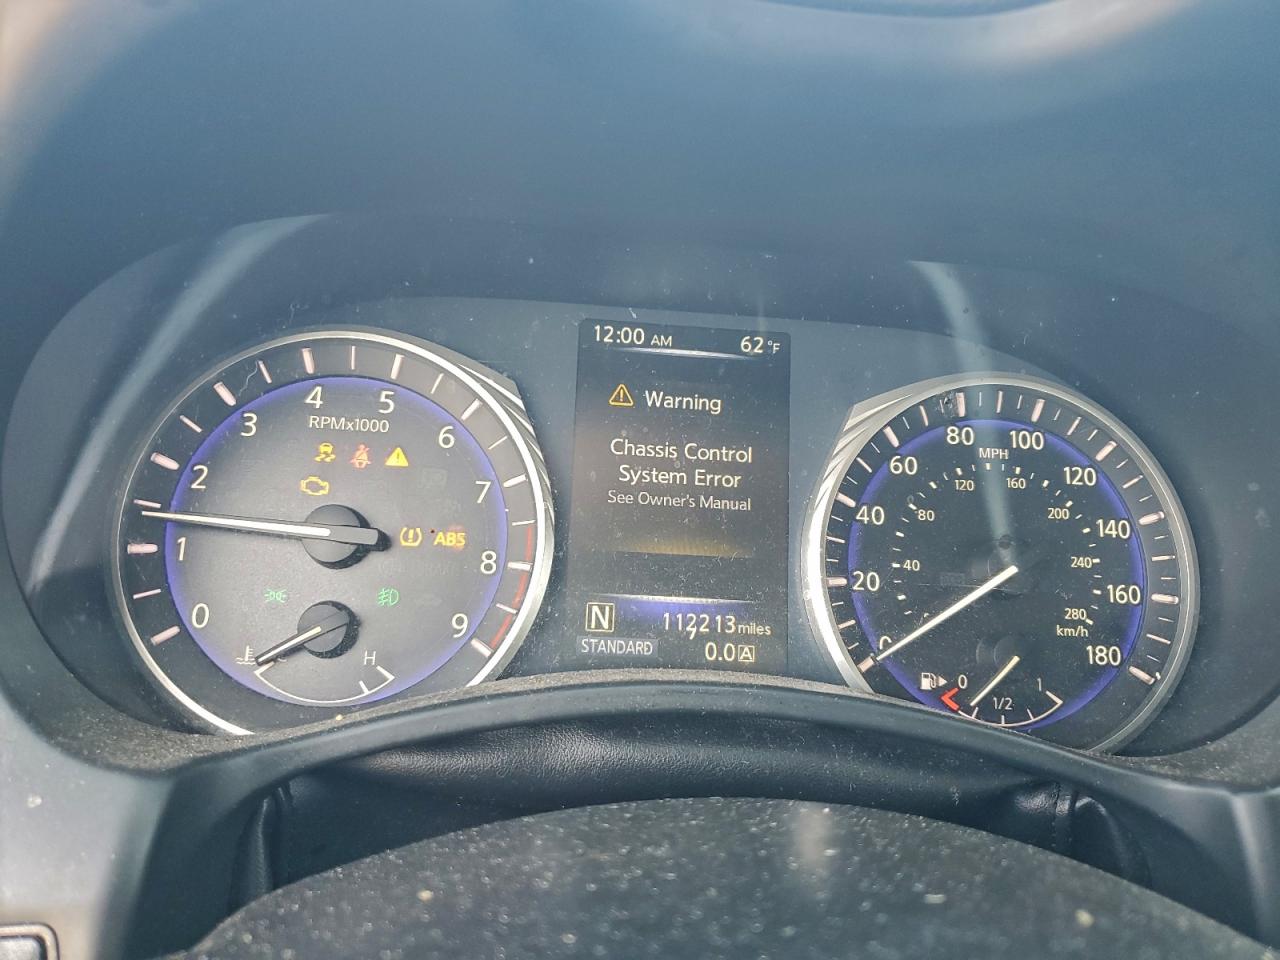 12:00 AM 62°F
Warning
Chassis Control
System Error
See Owner's Manual
N
112213 miles
STANDARD
0.0 A
0 1 2 3 4 5 6 7 8 9
RPMx1000
ABS
H
0 20 40 60 80 100 120 140 160 180
MPH
40 80 120 160 200 240 280
km/h
0 1/2 1